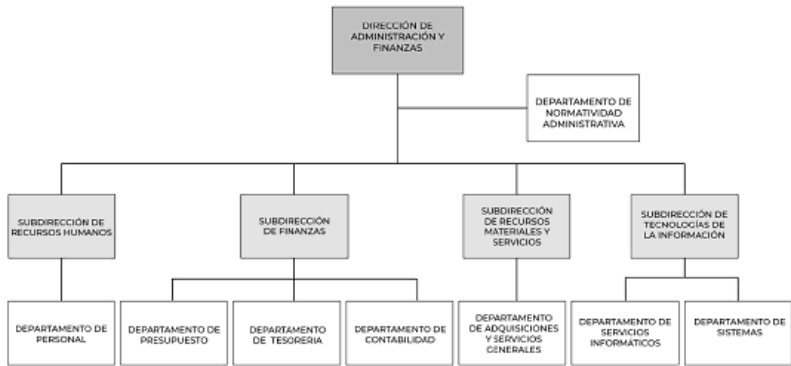 DIRECCIÓN DE
ADMINISTRACIÓN Y
FINANZAS
DEPARTAMENTO DE
NORMATIVIDAD
ADMINISTRATIVA
SUBDIRECCIÓN DE
RECURSOS HUMANOS
SUBDIRECCIÓN
DE FINANZAS
SUBDIRECCIÓN
DE RECURSOS
MATERIALES Y
SERVICIOS
SUBDIRECCIÓN DE
TECNOLOGÍAS DE
LA INFORMACIÓN
DEPARTAMENTO DE
PERSONAL
DEPARTAMENTO DE
PRESUPUESTO
DEPARTAMENTO
DE TESORERIA
DEPARTAMENTO DE
CONTABILIDAD
DEPARTAMENTO
DE ADQUISICIONES
Y SERVICIOS
GENERALES
DEPARTAMENTO DE
SERVICIOS
INFORMÁTICOS
DEPARTAMENTO DE
SISTEMAS